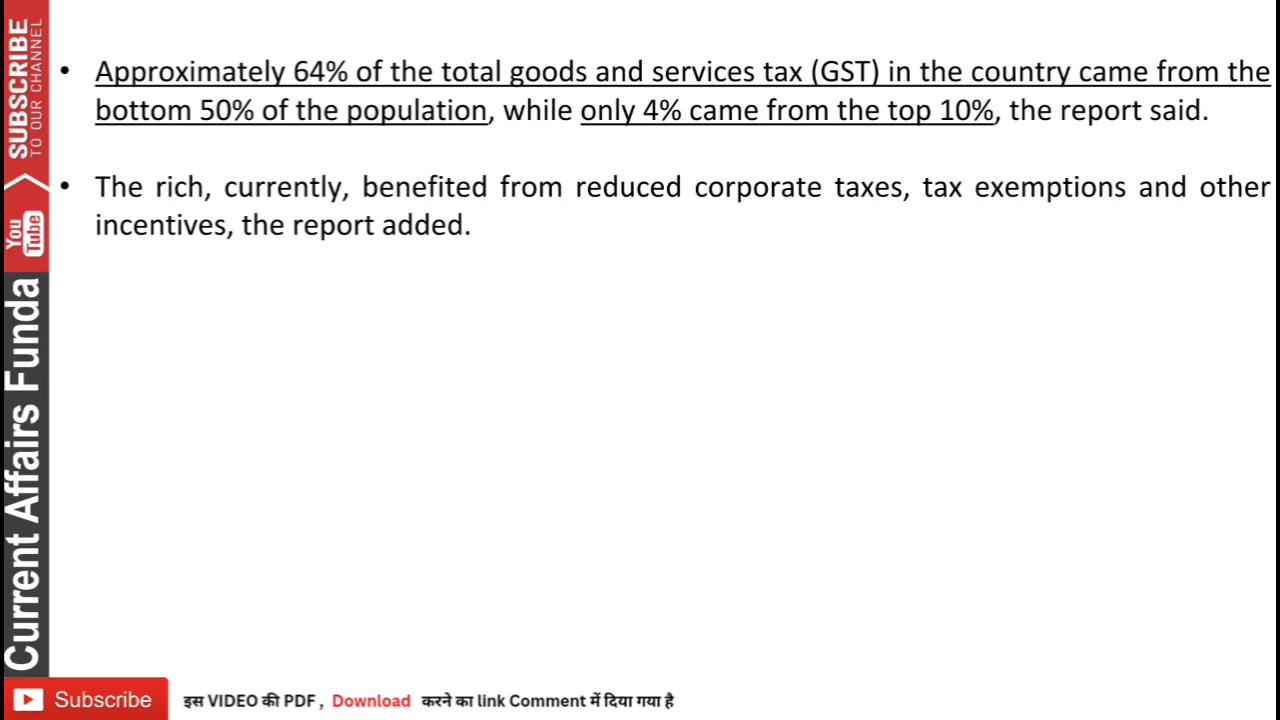 • Approximately 64% of the total goods and services tax (GST) in the country came from the
bottom 50% of the population, while only 4% came from the top 10%, the report said.
• The rich, currently, benefited from reduced corporate taxes, tax exemptions and other
incentives, the report added.
SUBSCRIBE
TO OUR CHANNEL
You
Tube
Current Affairs Funda
Subscribe
इस VIDEO की PDF , Download करने का link Comment में दिया गया है